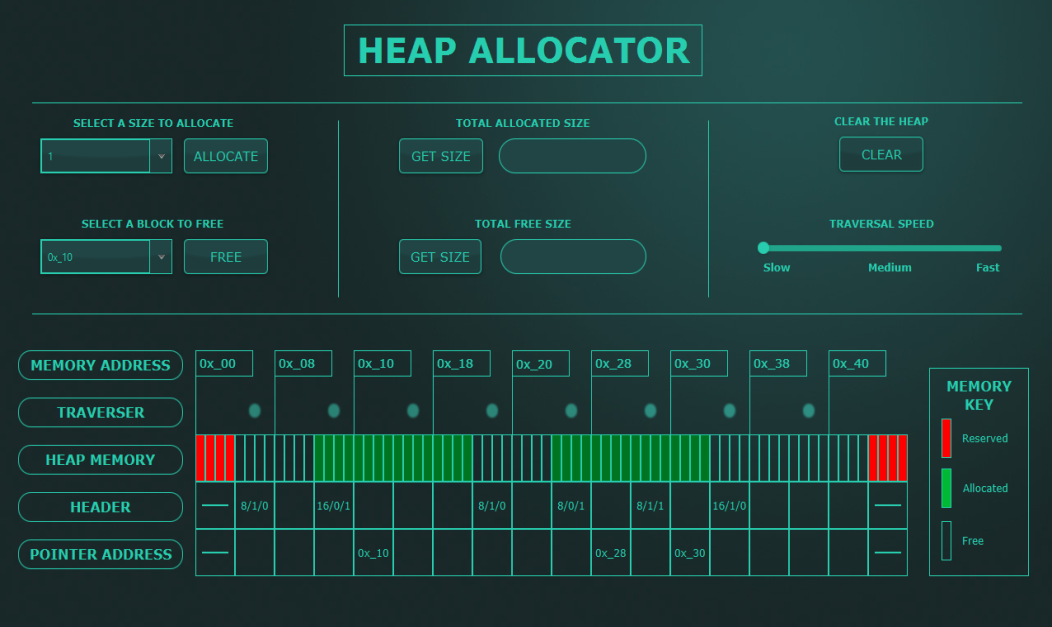 HEAP ALLOCATOR
SELECT A SIZE TO ALLOCATE
1
ALLOCATE
SELECT A BLOCK TO FREE
0x_10
FREE
TOTAL ALLOCATED SIZE
GET SIZE
TOTAL FREE SIZE
GET SIZE
CLEAR THE HEAP
CLEAR
TRAVERSAL SPEED
Slow Medium Fast
MEMORY ADDRESS 0x_00 0x_08 0x_10 0x_18 0x_20 0x_28 0x_30 0x_38 0x_40
TRAVERSER
HEAP MEMORY
HEADER 8/1/0 16/0/1 8/1/0 8/0/1 8/1/1 16/1/0
POINTER ADDRESS 0x_10 0x_28 0x_30
MEMORY
KEY
Reserved
Allocated
Free